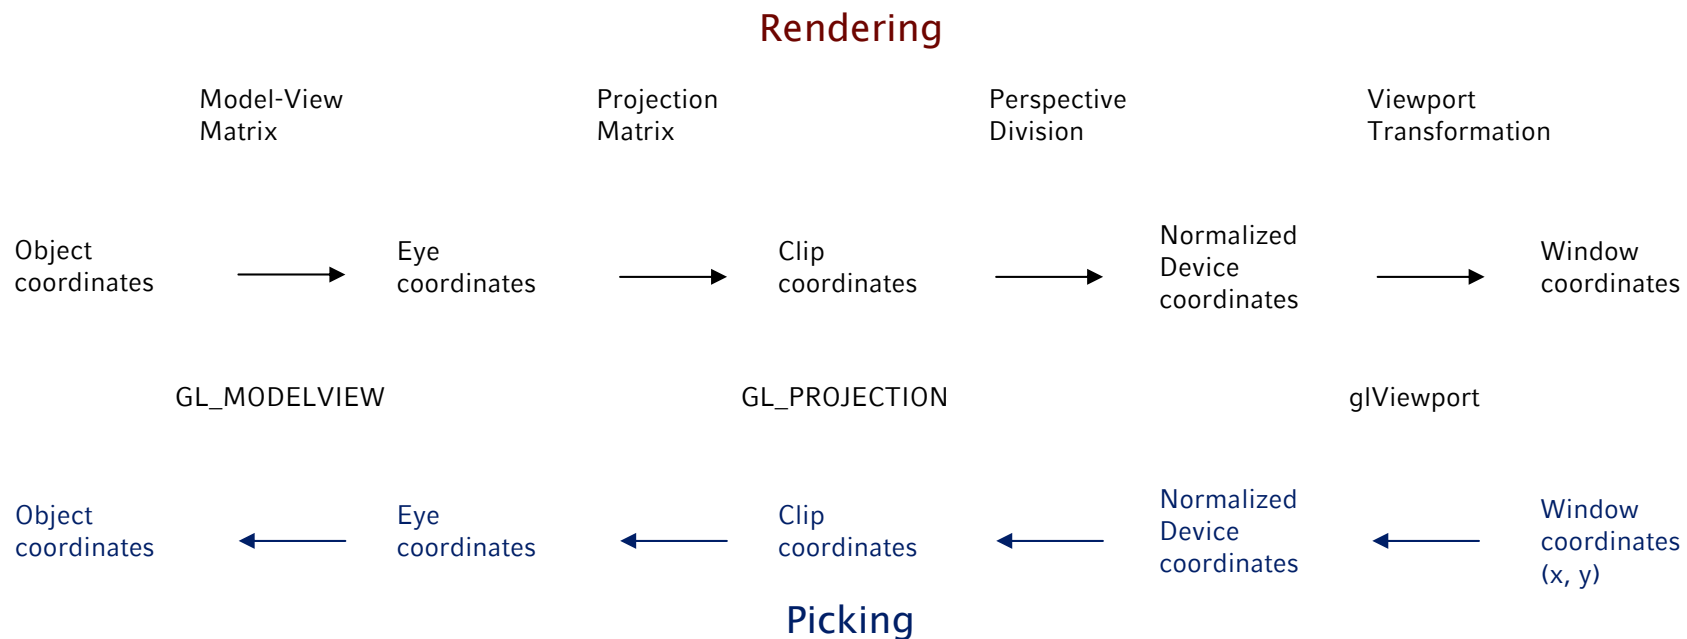 Rendering
Model-View
Matrix
Projection
Matrix
Perspective
Division
Viewport
Transformation
Object
coordinates
Eye
coordinates
Clip
coordinates
Normalized
Device
coordinates
Window
coordinates
GL_MODELVIEW
GL_PROJECTION
glViewport
Object
coordinates
Eye
coordinates
Clip
coordinates
Normalized
Device
coordinates
Window
coordinates
(x, y)
Picking